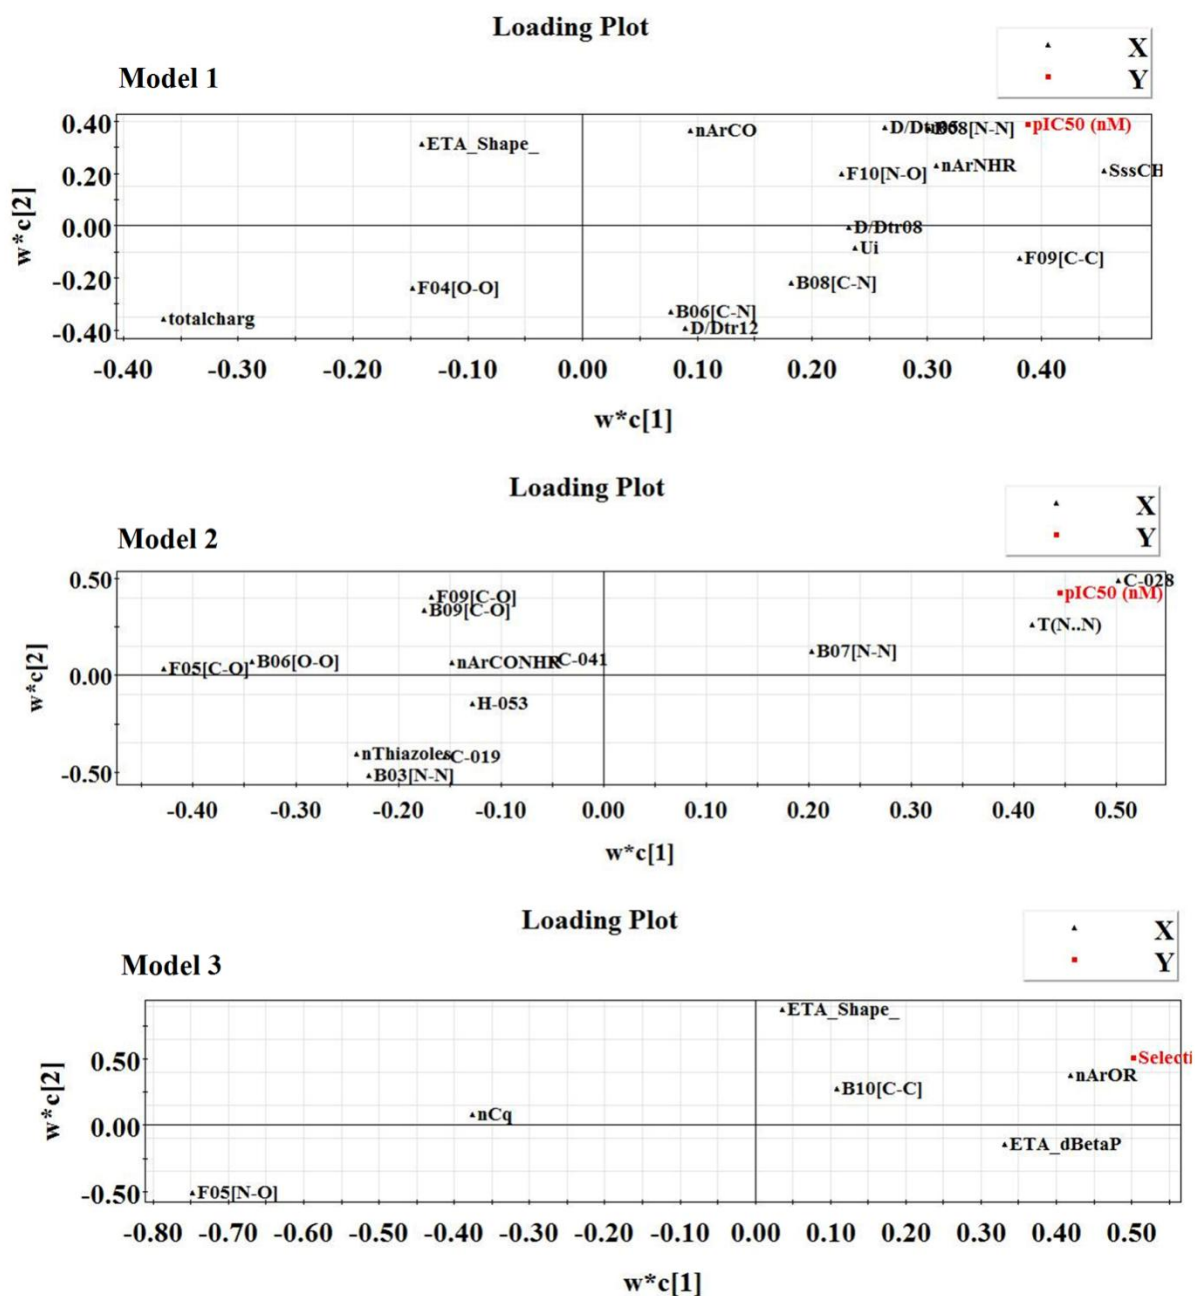 Loading Plot
X
Y
Model 1
0.40
0.20
0.00
-0.20
-0.40
w*c[2]
nArCO
pIC50 (nM)
B08[N-N]
ETA_Shape_
nArNHR
F10[N-O]
SssCH
D/Dtr08
Ui
F09[C-C]
B08[C-N]
F04[O-O]
B06[C-N]
totalcharg
D/Dtr12
-0.40 -0.30 -0.20 -0.10 0.00 0.10 0.20 0.30 0.40
w*c[1]
Loading Plot
X
Y
Model 2
0.50
0.00
-0.50
w*c[2]
C-028
pIC50 (nM)
F09[C-O]
B09[C-O]
T(N..N)
B07[N-N]
B06[O-O]
nArCONHR
C-041
F05[C-O]
H-053
nThiazoles
C-019
B03[N-N]
-0.40 -0.30 -0.20 -0.10 0.00 0.10 0.20 0.30 0.40 0.50
w*c[1]
Loading Plot
X
Y
Model 3
0.50
0.00
-0.50
w*c[2]
ETA_Shape_
Selecti
nArOR
B10[C-C]
nCq
ETA_dBetaP
F05[N-O]
-0.80 -0.70 -0.60 -0.50 -0.40 -0.30 -0.20 -0.10 0.00 0.10 0.20 0.30 0.40 0.50
w*c[1]